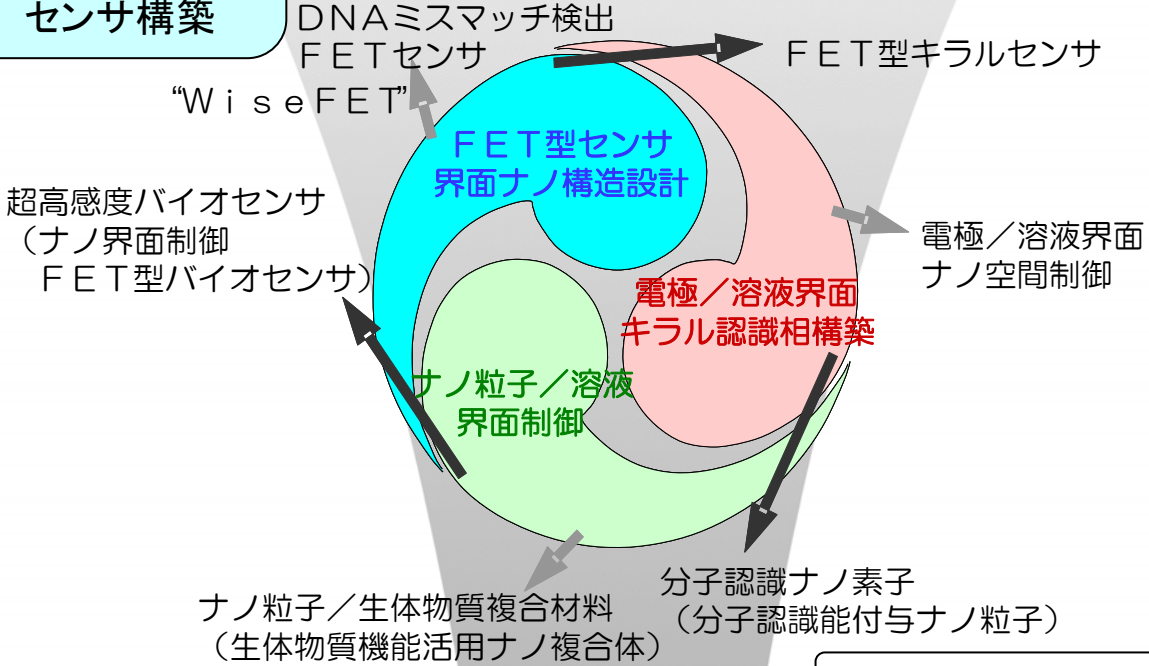 センサ構築
DNAミスマッチ検出
FETセンサ
FET型キラルセンサ
“WiseFET”
FET型センサ
界面ナノ構造設計
超高感度バイオセンサ
（ナノ界面制御
FET型バイオセンサ）
電極／溶液界面
ナノ空間制御
電極／溶液界面
キラル認識相構築
ナノ粒子／溶液
界面制御
分子認識ナノ素子
（分子認識能付与ナノ粒子）
ナノ粒子／生体物質複合材料
（生体物質機能活用ナノ複合体）